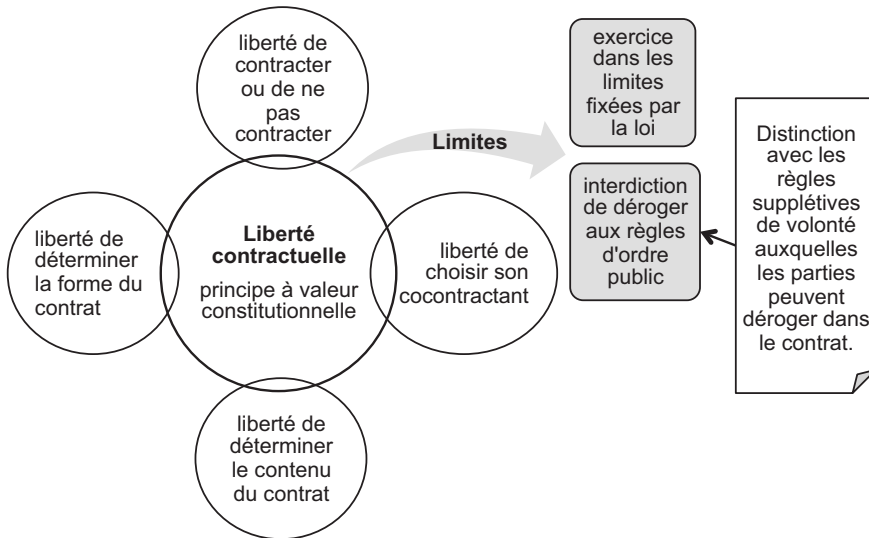 liberté de
contracter
ou de ne
pas
contracter
Liberté
contractuelle
principe à valeur
constitutionnelle
liberté de
déterminer
la forme du
contrat
liberté de
choisir son
cocontractant
liberté de
déterminer
le contenu
du contrat
Limites
exercice
dans les
limites
fixées par
la loi
interdiction
de déroger
aux règles
d'ordre
public
Distinction
avec les
règles
supplétives
de volonté
auxquelles
les parties
peuvent
déroger dans
le contrat.